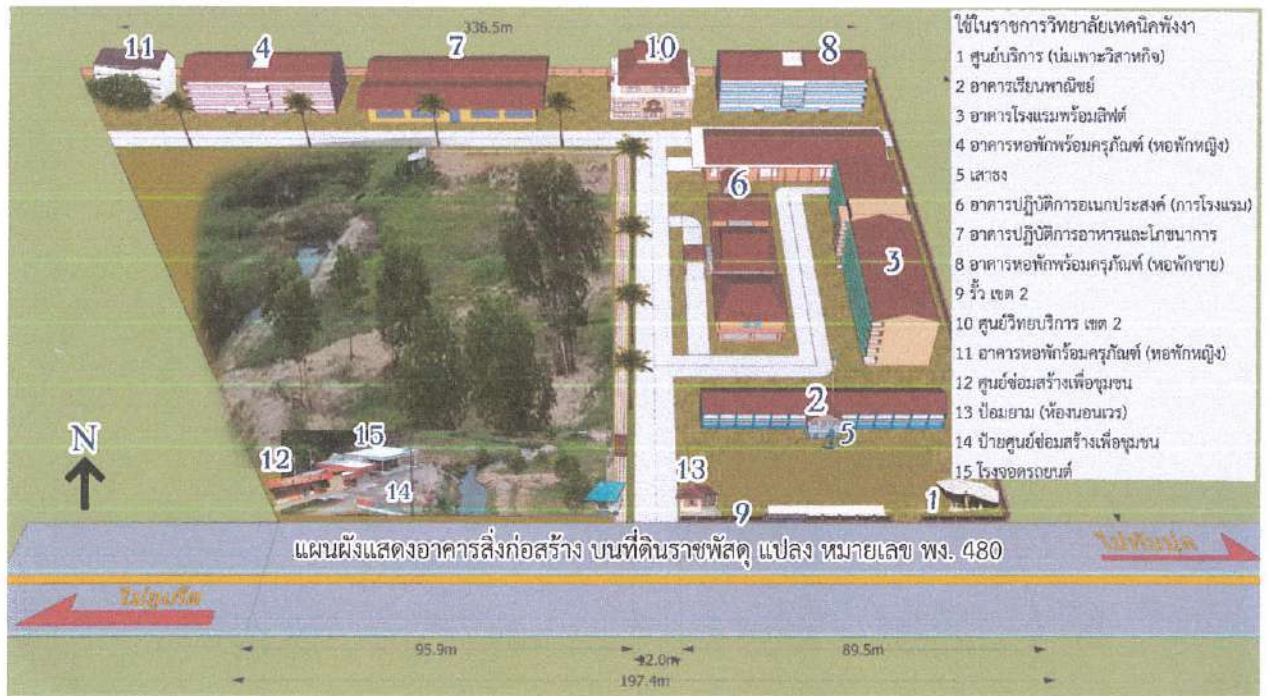 336.5m
11
4
7
10
8
6
3
2
5
15
12
14
13
9
1
N
ใช้ในราชการวิทยาลัยเทคนิคพังงา
1 ศูนย์บริการ (บ่มเพาะวิสาหกิจ)
2 อาคารเรียนพาณิชย์
3 อาคารโรงแรมพร้อมลิฟต์
4 อาคารหอพักพร้อมครุภัณฑ์ (หอพักหญิง)
5 เสาธง
6 อาคารปฏิบัติการอเนกประสงค์ (การโรงแรม)
7 อาคารปฏิบัติการอาหารและโภชนาการ
8 อาคารหอพักพร้อมครุภัณฑ์ (หอพักชาย)
9 รั้ว เขต 2
10 ศูนย์วิทยบริการ เขต 2
11 อาคารหอพักร้อมครุภัณฑ์ (หอพักหญิง)
12 ศูนย์ซ่อมสร้างเพื่อชุมชน
13 ป้อมยาม (ห้องนอนเวร)
14 ป้ายศูนย์ซ่อมสร้างเพื่อชุมชน
15 โรงจอดรถยนต์
แผนผังแสดงอาคารสิ่งก่อสร้าง บนที่ดินราชพัสดุ แปลง หมายเลข พง. 480
ไปทับปุด
ไปภูเก็ต
95.9m
12.0m
89.5m
197.4m